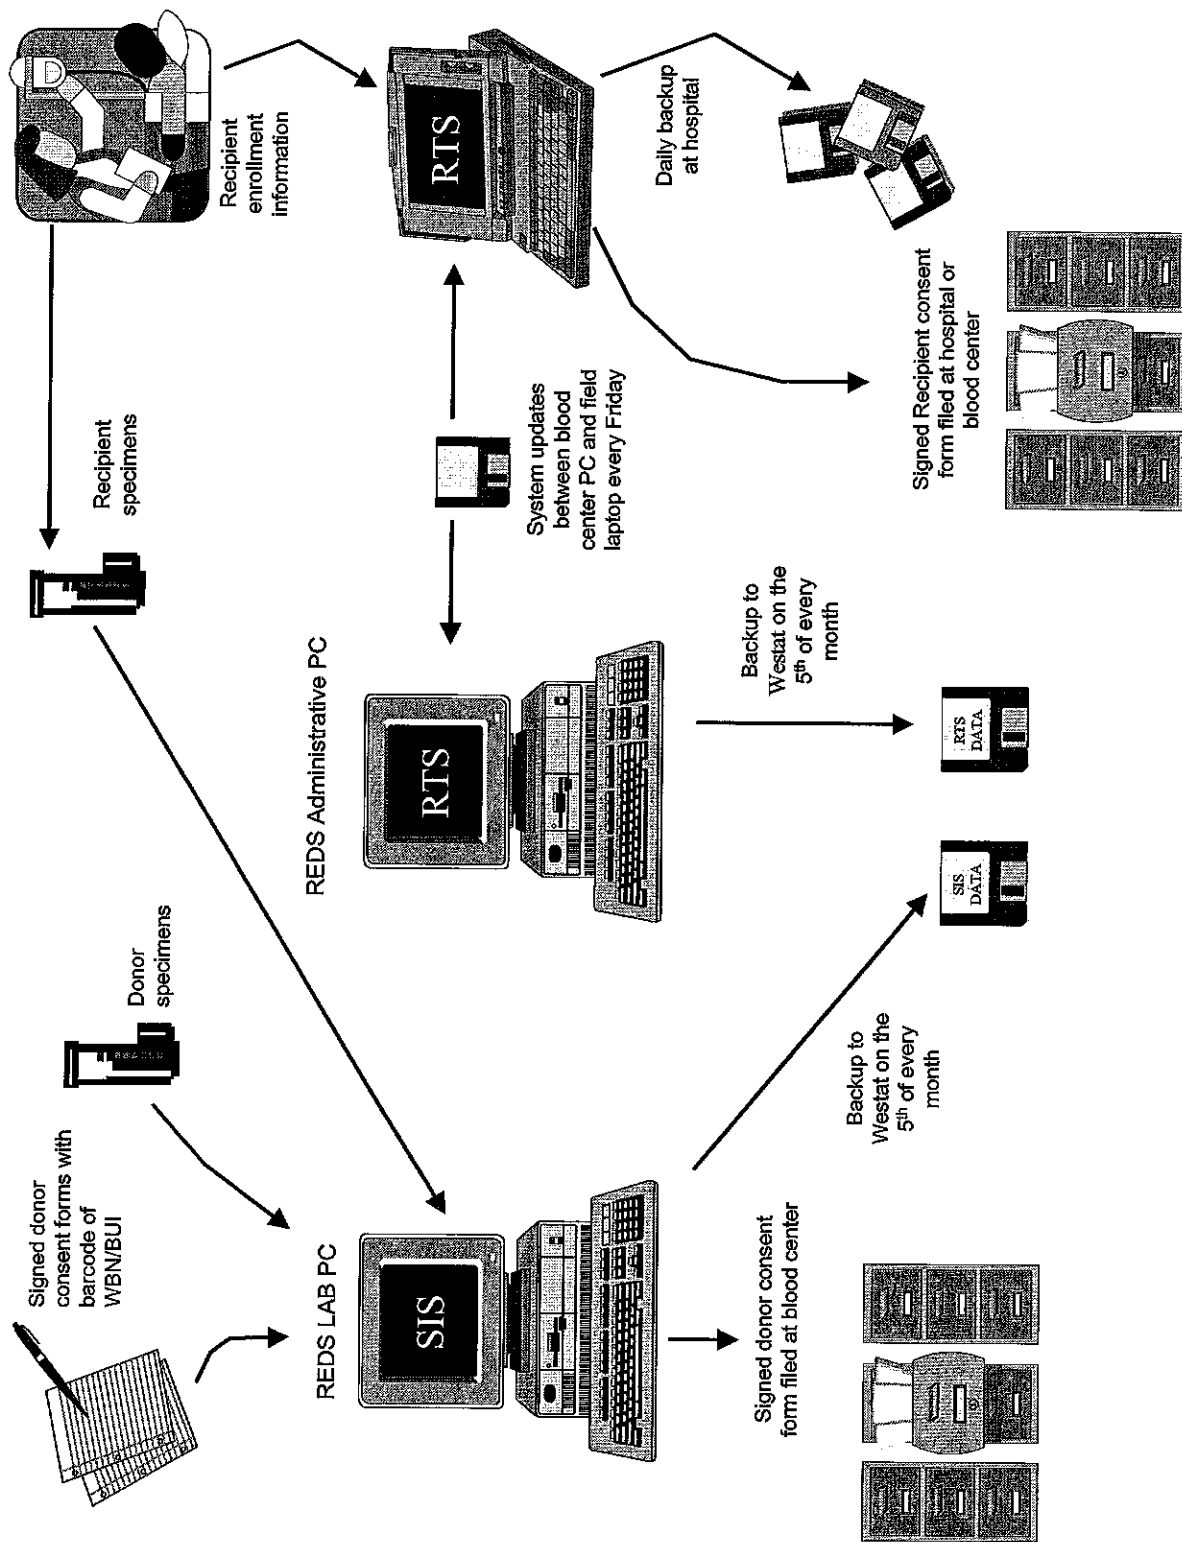 Signed donor
consent forms with
barcode of
WBN/BUI
Donor
specimens
Recipient
specimens
Recipient
enrollment
information
REDS LAB PC
SIS
REDS Administrative PC
RTS
System updates
between blood
center PC and field
laptop every Friday
RTS
Daily backup
at hospital
Signed donor consent
form filed at blood center
Backup to
Westat on the
5th of every
month
SIS
DATA
Backup to
Westat on the
5th of every
month
RTS
DATA
Signed Recipient consent
form filed at hospital or
blood center